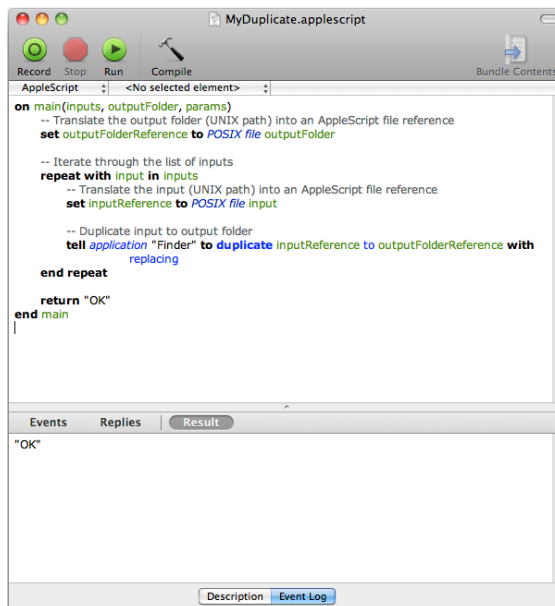 MyDuplicate.applescript
Record Stop Run Compile Bundle Contents
AppleScript <No selected element>
on main(inputs, outputFolder, params)
-- Translate the output folder (UNIX path) into an AppleScript file reference
set outputFolderReference to POSIX file outputFolder
-- Iterate through the list of inputs
repeat with input in inputs
-- Translate the input (UNIX path) into an AppleScript file reference
set inputReference to POSIX file input
-- Duplicate input to output folder
tell application "Finder" to duplicate inputReference to outputFolderReference with
replacing
end repeat
return "OK"
end main
Events Replies Result
"OK"
Description Event Log